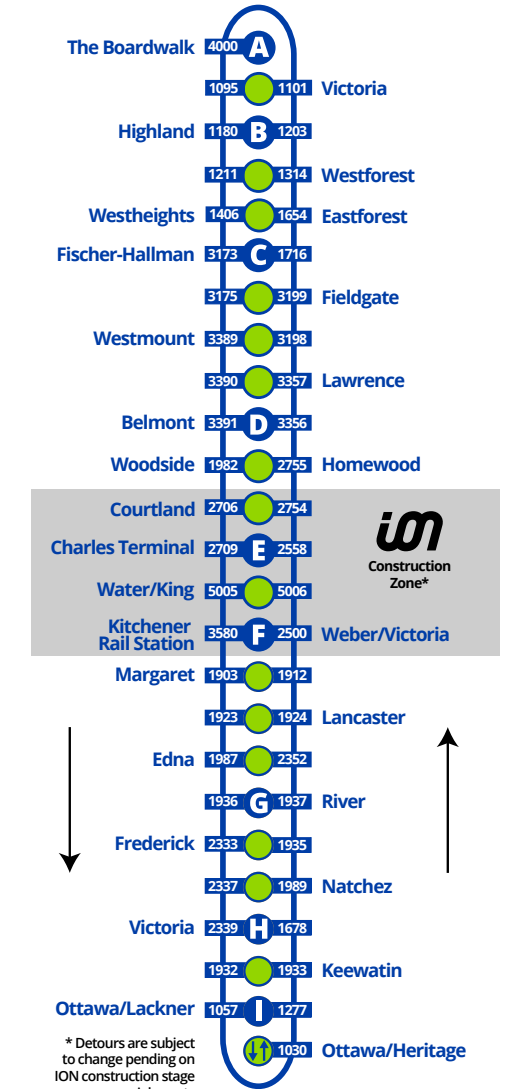 The Boardwalk 4000 A
1095 1101 Victoria
Highland 1180 B 1203
1211 1314 Westforest
Westheights 1406 1654 Eastforest
Fischer-Hallman 3173 C 1716
3175 3199 Fieldgate
Westmount 3389 3198
3390 3357 Lawrence
Belmont 3391 D 3356
Woodside 1982 2755 Homewood
Courtland 2706 2754
ion
Charles Terminal 2709 E 2558
Construction
Zone*
Water/King 5005 5006
Kitchener
Rail Station 3580 F 2500 Weber/Victoria
Margaret 1903 1912
1923 1924 Lancaster
Edna 1987 2352
1936 G 1937 River
Frederick 2333 1935
2337 1989 Natchez
Victoria 2339 H 1678
1932 1933 Keewatin
Ottawa/Lackner 1057 I 1277
1030 Ottawa/Heritage
* Detours are subject
to change pending on
ION construction stage